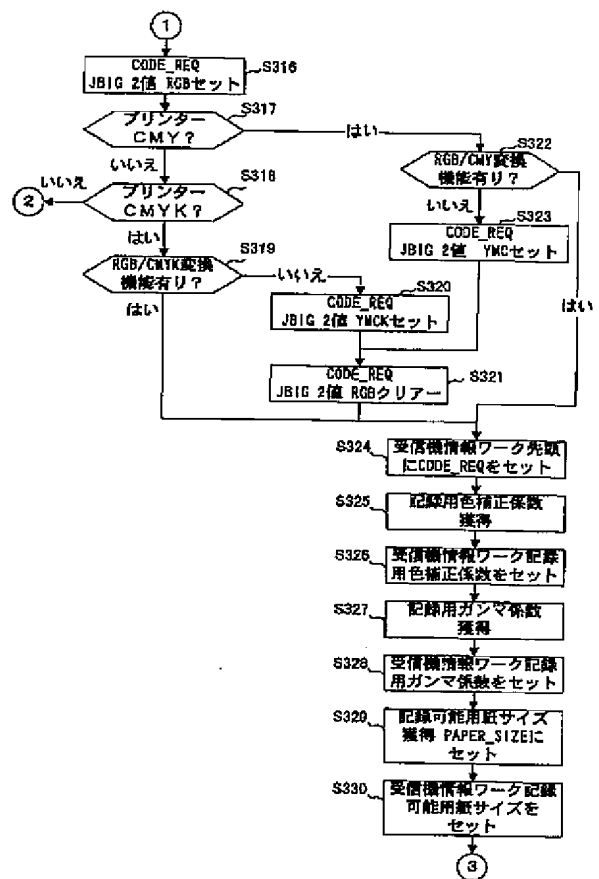 1
CODE_REQ
JBIG 2値 RGBセット
S316
プリンター
CMY?
S317
はい
いいえ
RGB/CMY変換
機能有り?
S322
2
いいえ
プリンター
CMYK?
S318
いいえ
CODE_REQ
JBIG 2値 YMCセット
S323
はい
はい
RGB/CMYK変換
機能有り?
S319
いいえ
はい
CODE_REQ
JBIG 2値 YMCKセット
S320
CODE_REQ
JBIG 2値 RGBクリアー
S321
S324
受信機情報ワーク先頭
にCODE_REQをセット
S325
記録用色補正係数
獲得
S326
受信機情報ワーク記録
用色補正係数をセット
S327
記録用ガンマ係数
獲得
S328
受信機情報ワーク記録
用ガンマ係数をセット
S329
記録可能用紙サイズ
獲得 PAPER_SIZEに
セット
S330
受信機情報ワーク記録
可能用紙サイズを
セット
3